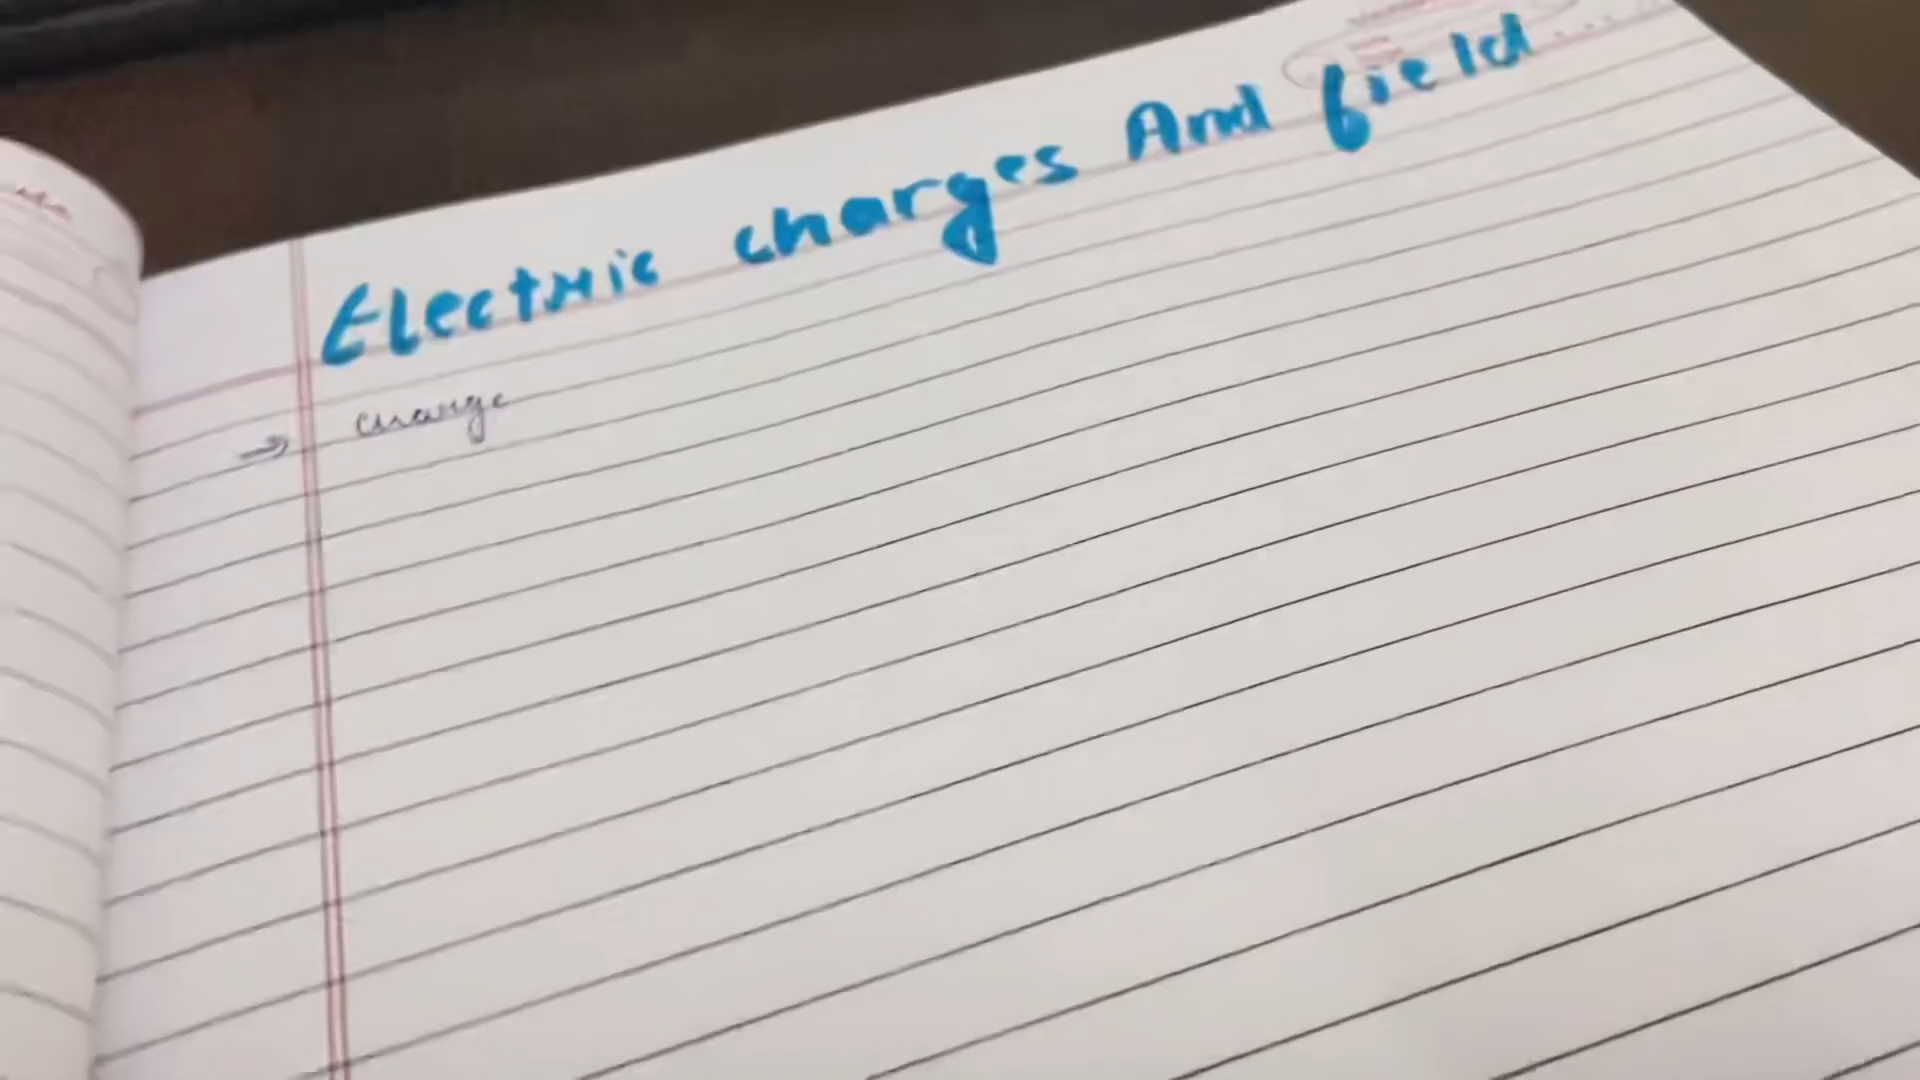 Electric charges And field
⇒ charge